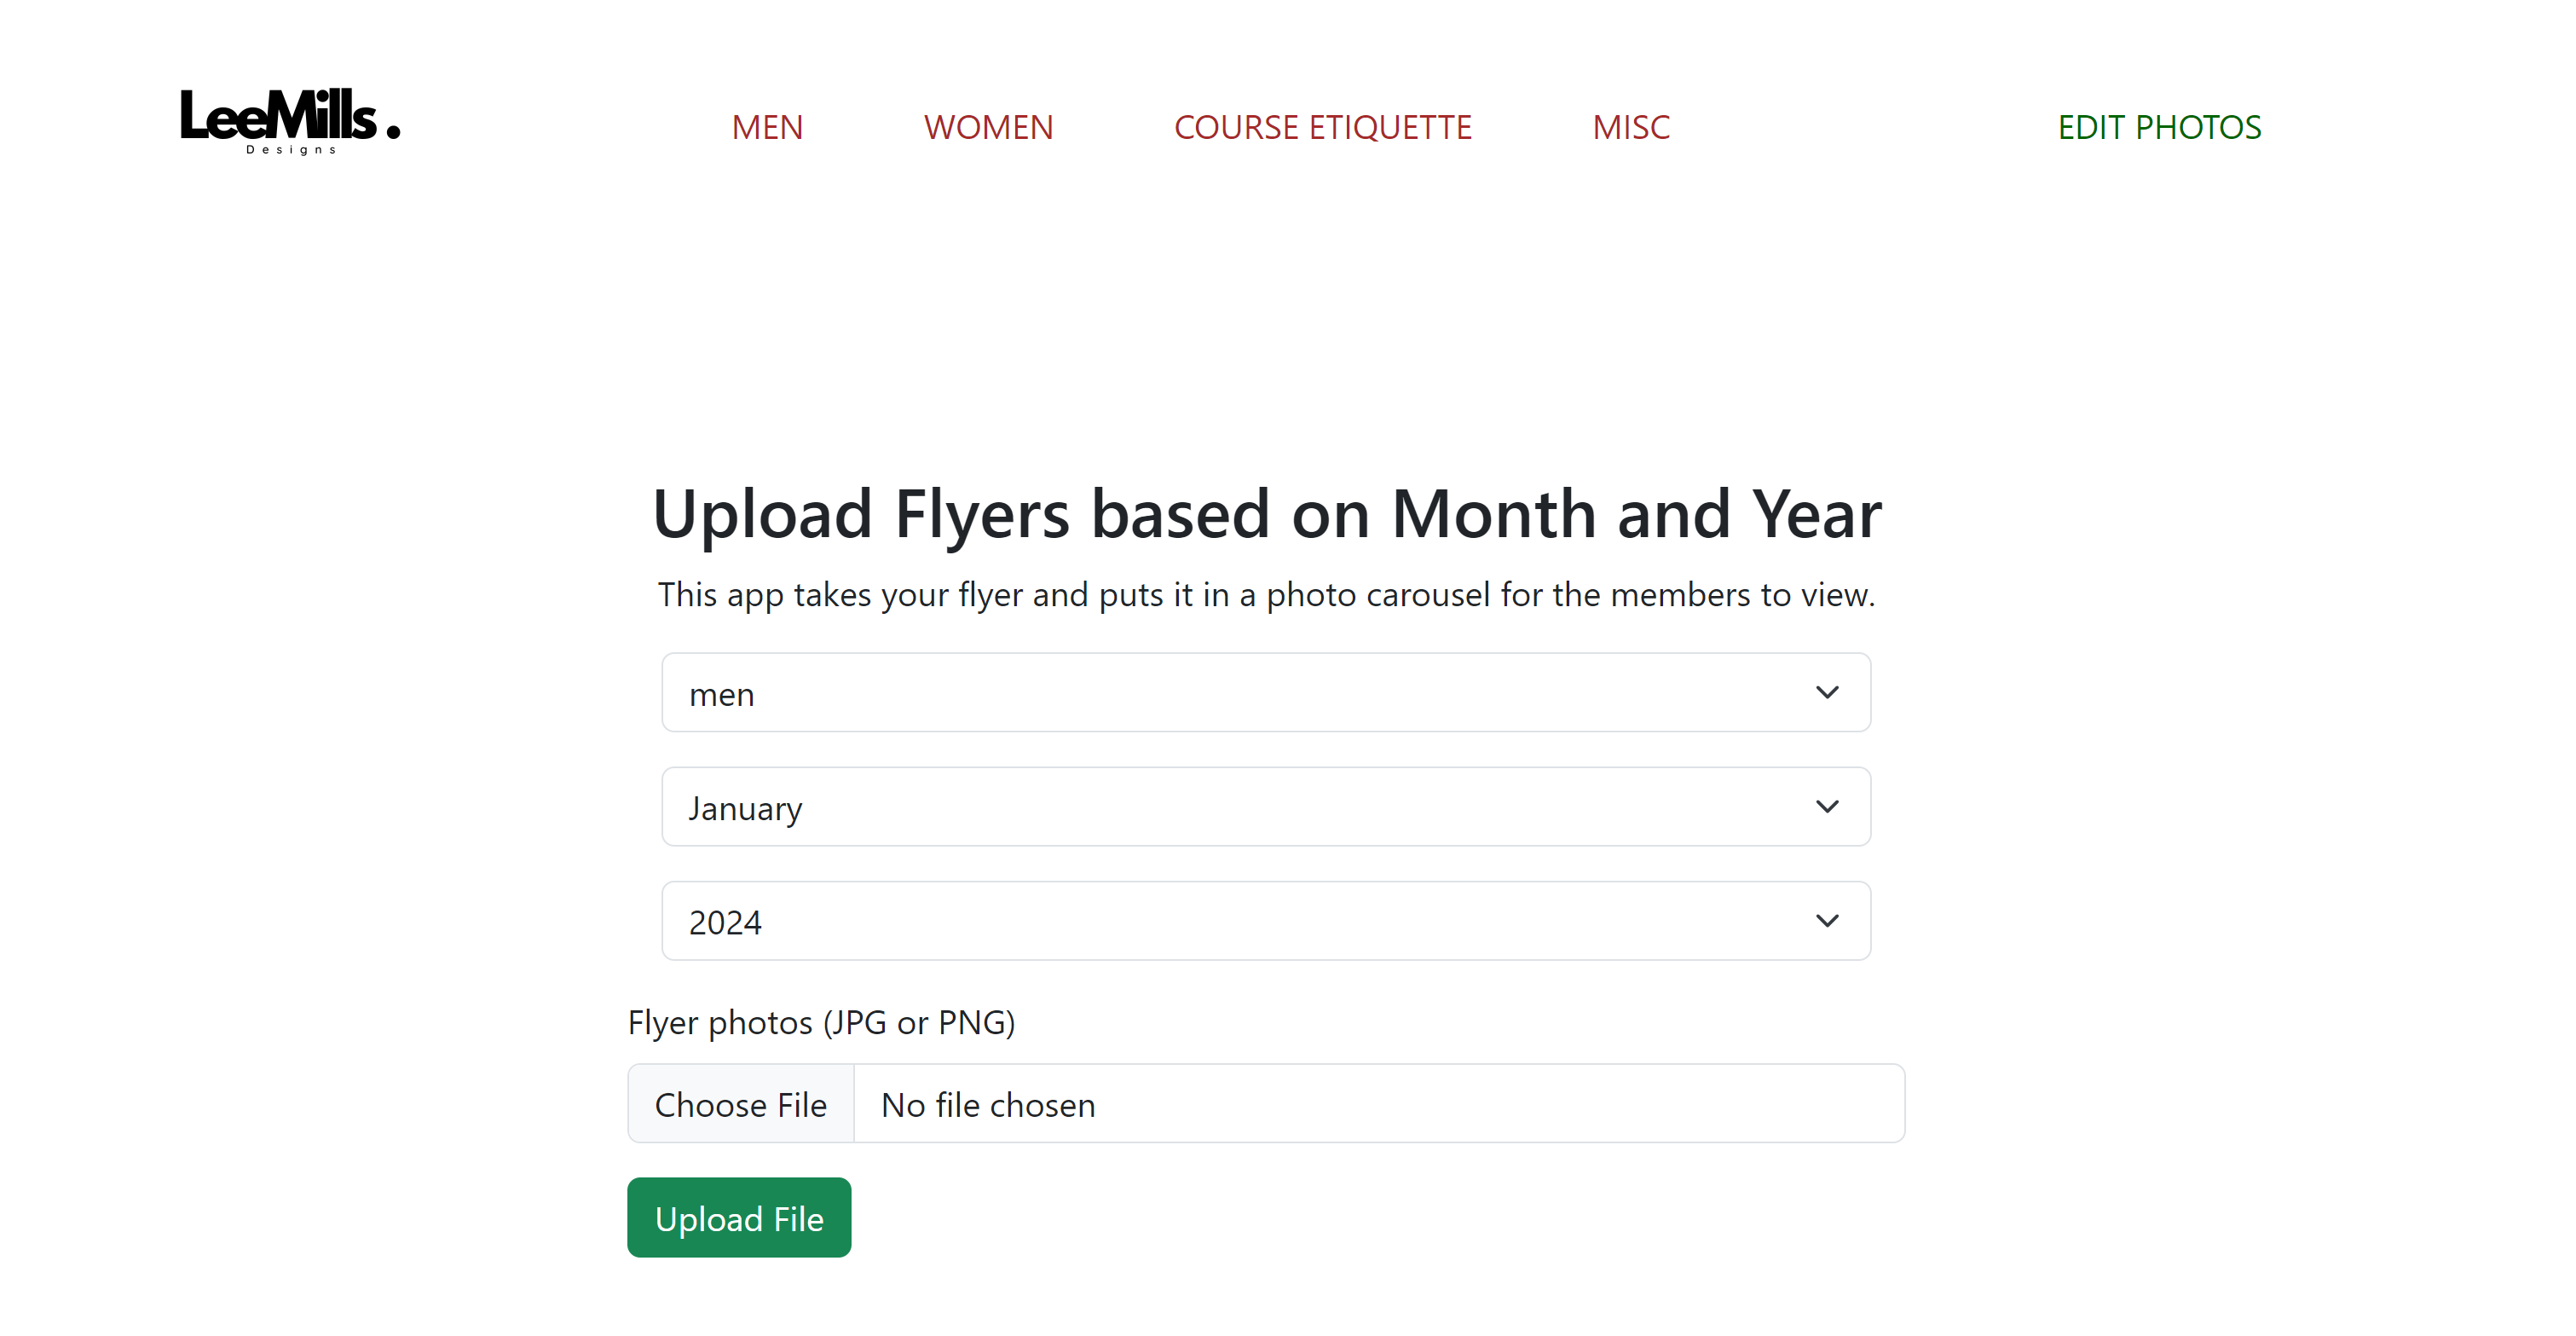 LeeMills.
Designs
MEN WOMEN COURSE ETIQUETTE MISC EDIT PHOTOS
Upload Flyers based on Month and Year
This app takes your flyer and puts it in a photo carousel for the members to view.
men
January
2024
Flyer photos (JPG or PNG)
Choose File No file chosen
Upload File